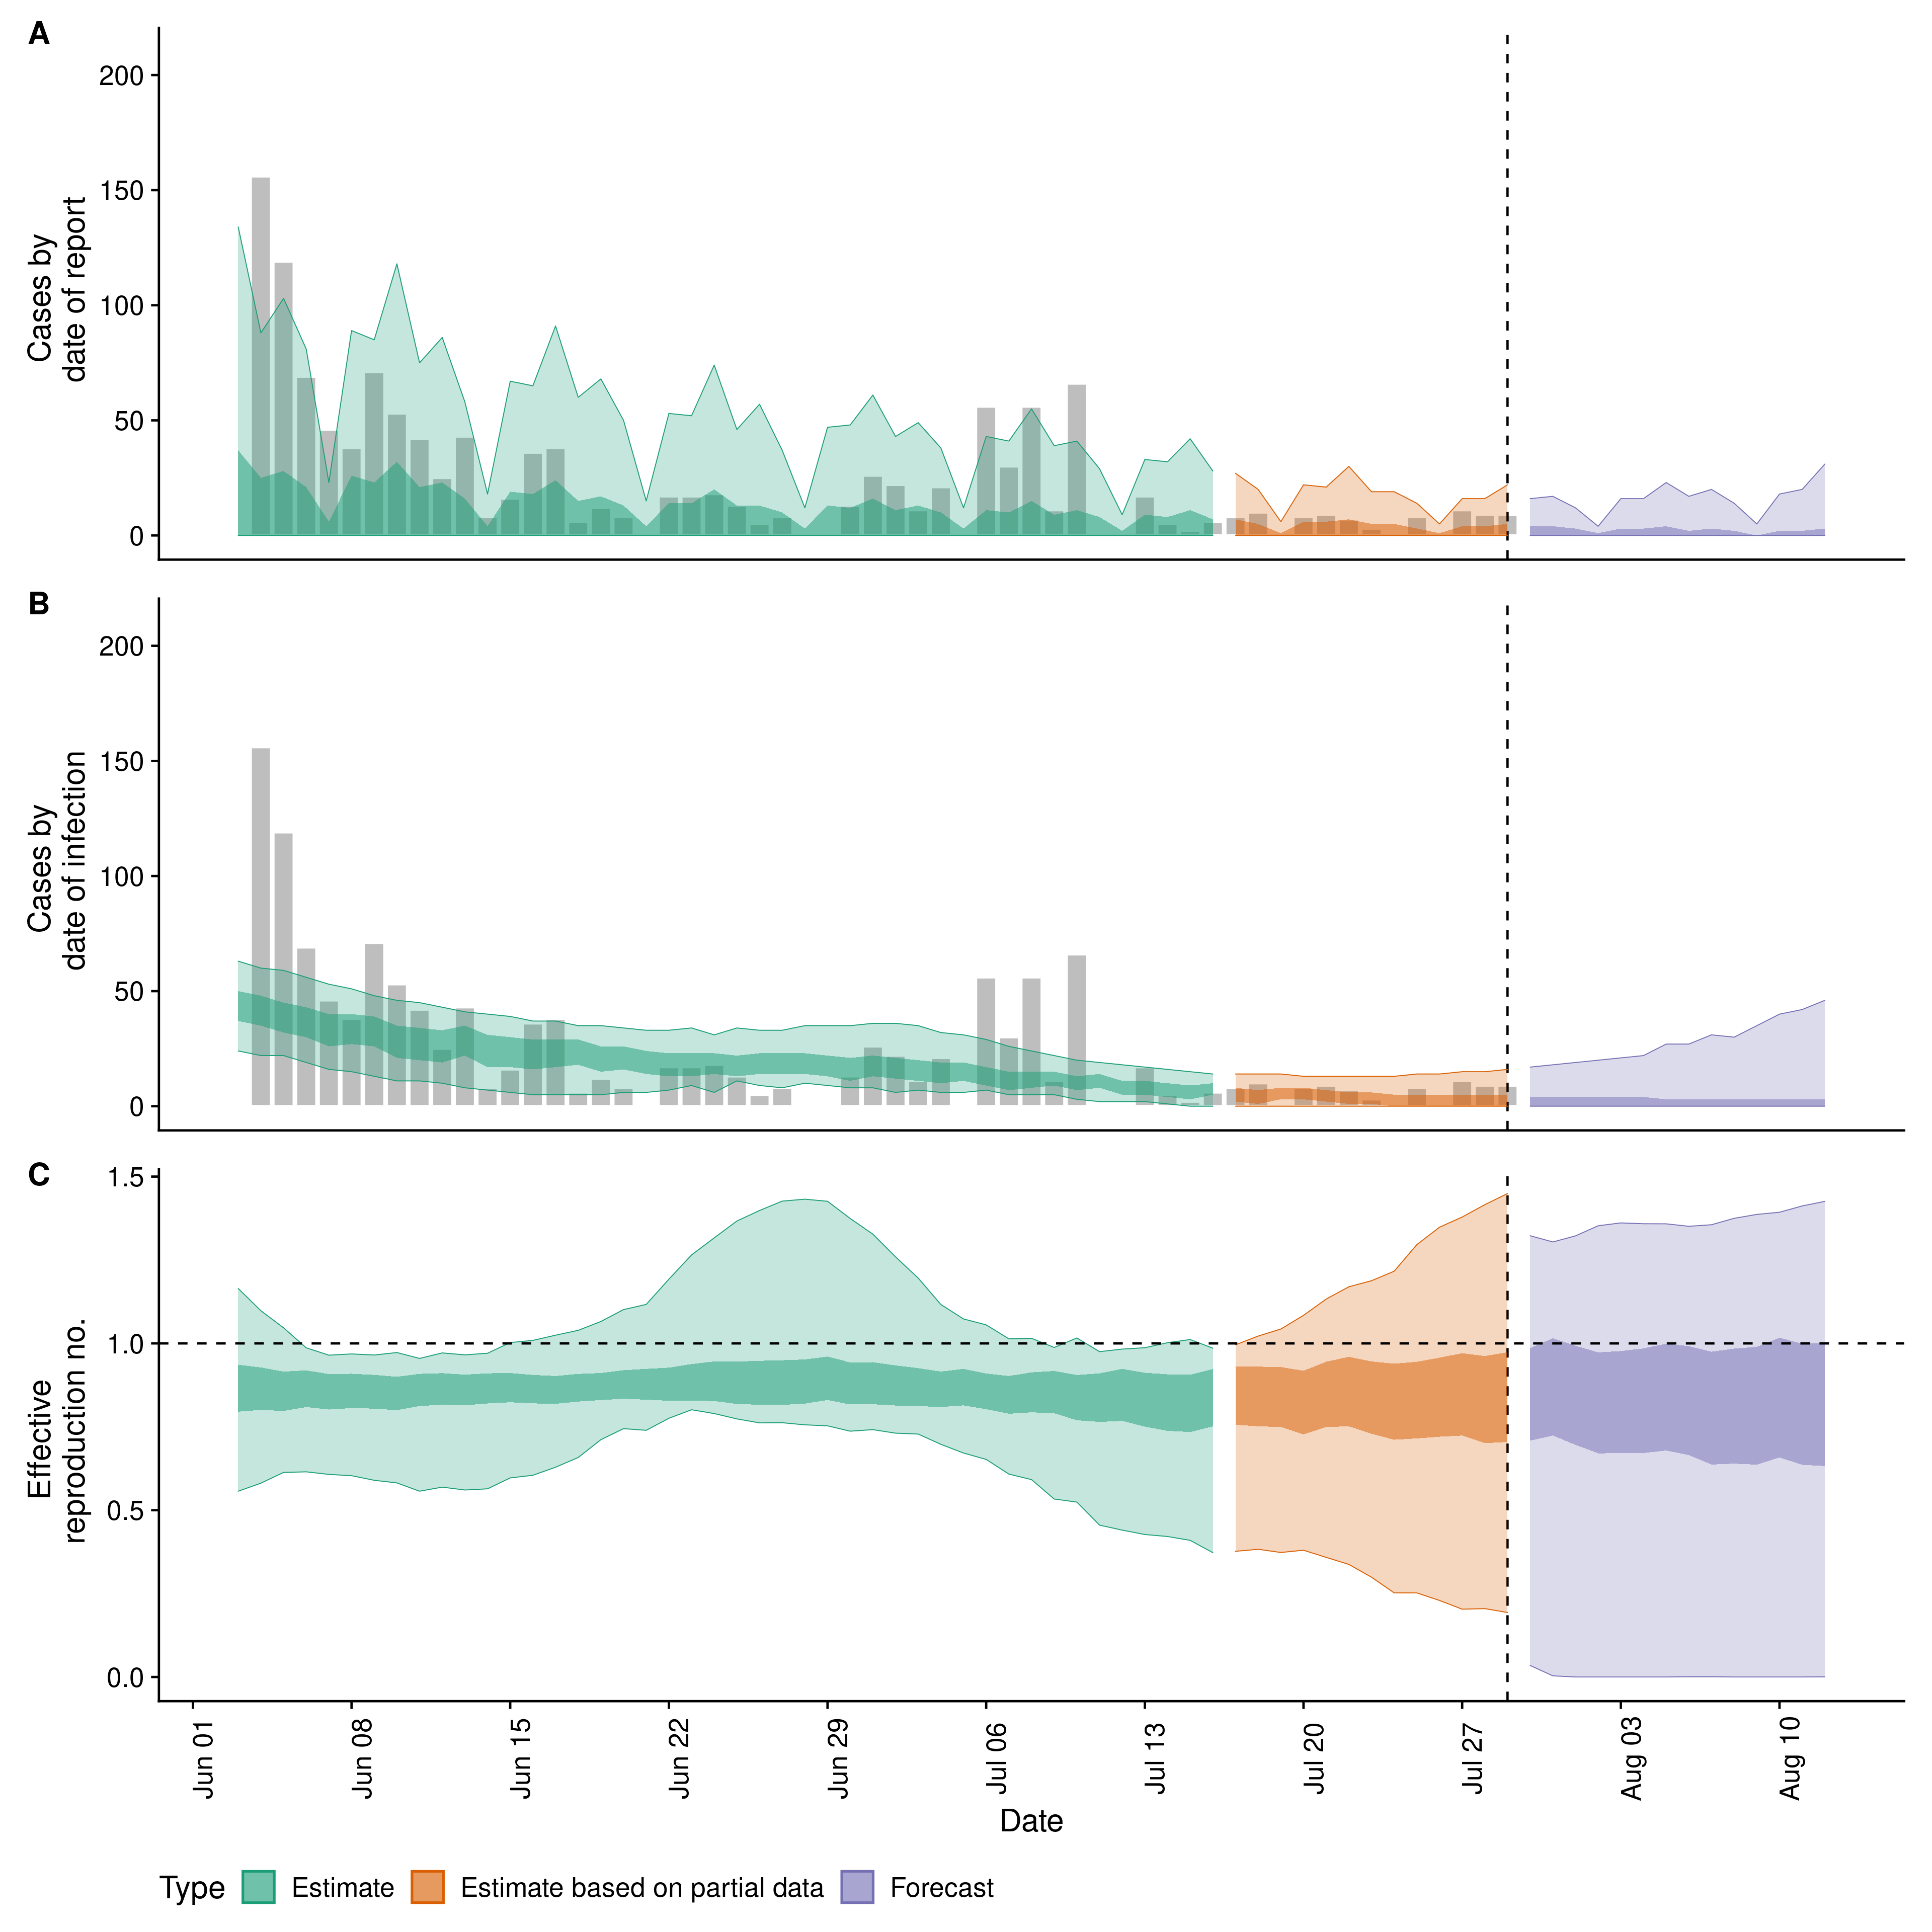 A
200
150
100
50
0
Cases by
date of report
B
200
150
100
50
0
Cases by
date of infection
C
1.5
1.0
0.5
0.0
Effective
reproduction no.
Jun 01
Jun 08
Jun 15
Jun 22
Jun 29
Jul 06
Jul 13
Jul 20
Jul 27
Aug 03
Aug 10
Date
Type Estimate Estimate based on partial data Forecast